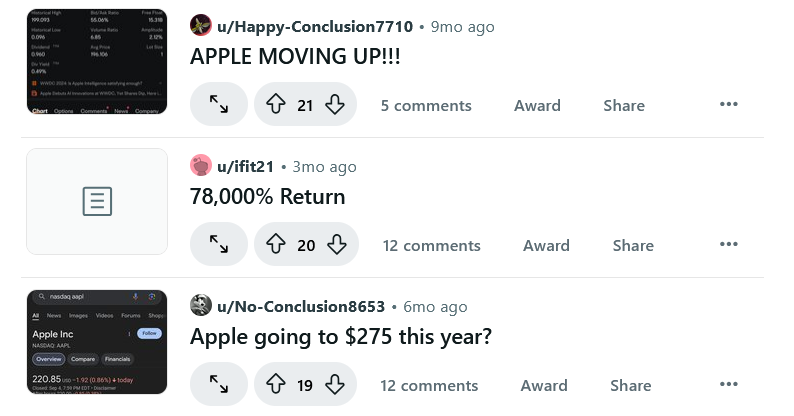 Historical High Bid/Ask Ratio Free Float
199.093 55.06% 15.31B
Historical Low Volume Ratio Amplitude
0.096 6.85 2.12%
Dividend Avg Price Lot Size
0.960 196.106 1
Div Yield
0.49%
WWDC 2024: Is Apple Intelligence satisfying enough?
Apple Debuts AI Innovations at WWDC, Yet Shares Dip, Here
Chart Options Comments News Company
u/Happy-Conclusion7710 • 9mo ago
APPLE MOVING UP!!!
21 5 comments Award Share
u/ifit21 • 3mo ago
78,000% Return
20 12 comments Award Share
nasdaq aapl
All News Images Videos Forums Shopp
Apple Inc Follow
NASDAQ: AAPL
Overview Compare Financials
220.85 USD -1.92 (0.86%) ↓ today
Closed: Sep 4, 7:59 PM EDT • Disclaimer
u/No-Conclusion8653 • 6mo ago
Apple going to $275 this year?
19 12 comments Award Share